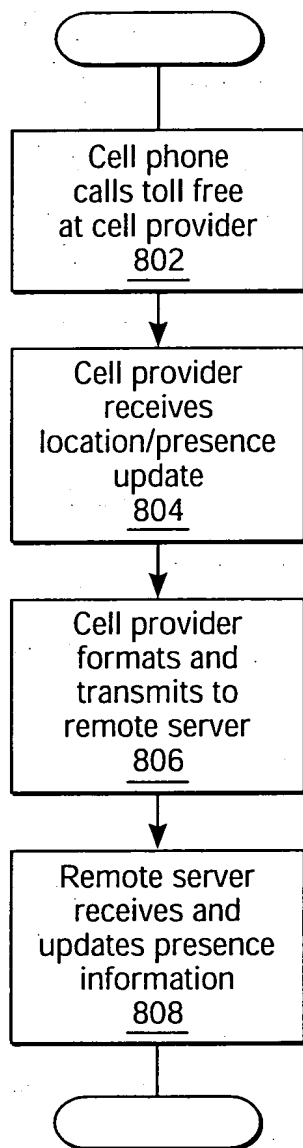 Cell phone
calls toll free
at cell provider
802
Cell provider
receives
location/presence
update
804
Cell provider
formats and
transmits to
remote server
806
Remote server
receives and
updates presence
information
808